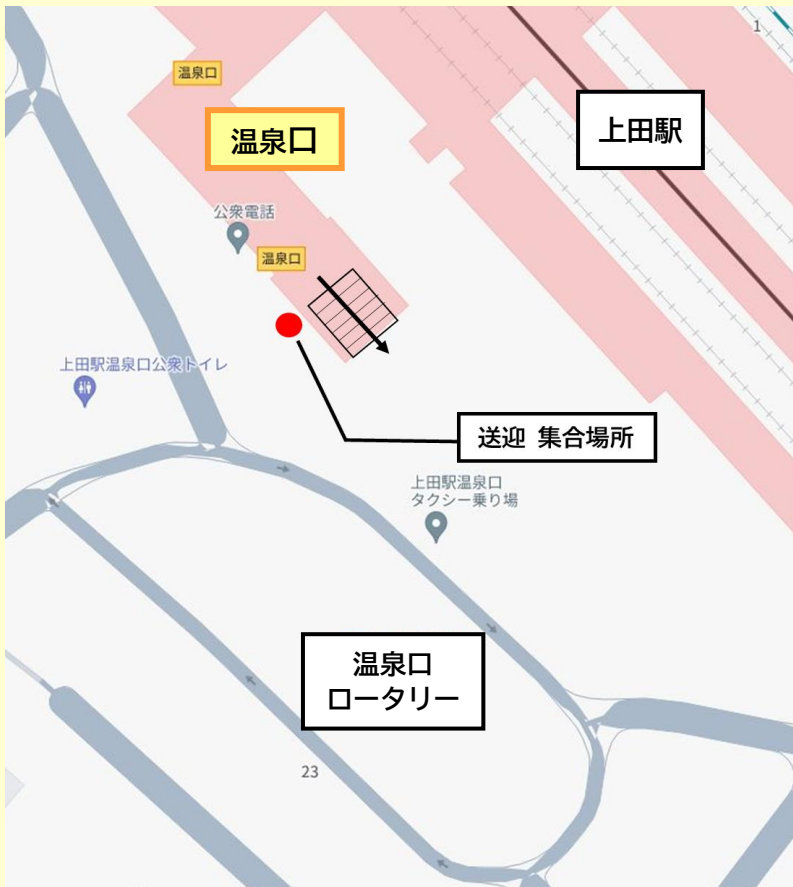 1
温泉口
温泉口
上田駅
公衆電話
温泉口
上田駅温泉口公衆トイレ
送迎 集合場所
上田駅温泉口
タクシー乗り場
温泉口
ロータリー
23